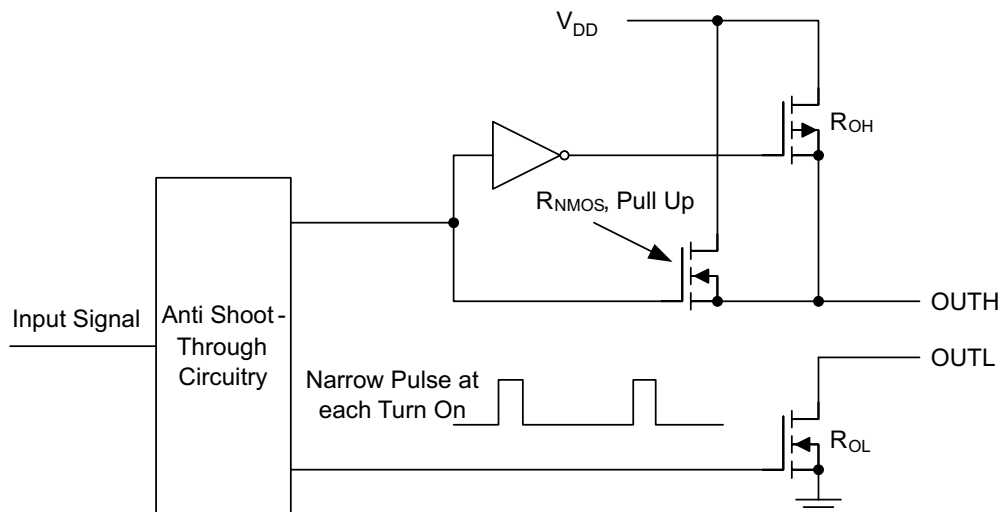 VDD
ROH
RNMOS, Pull Up
Input Signal
Anti Shoot-
Through
Circuitry
OUTH
OUTL
Narrow Pulse at
each Turn On
ROL